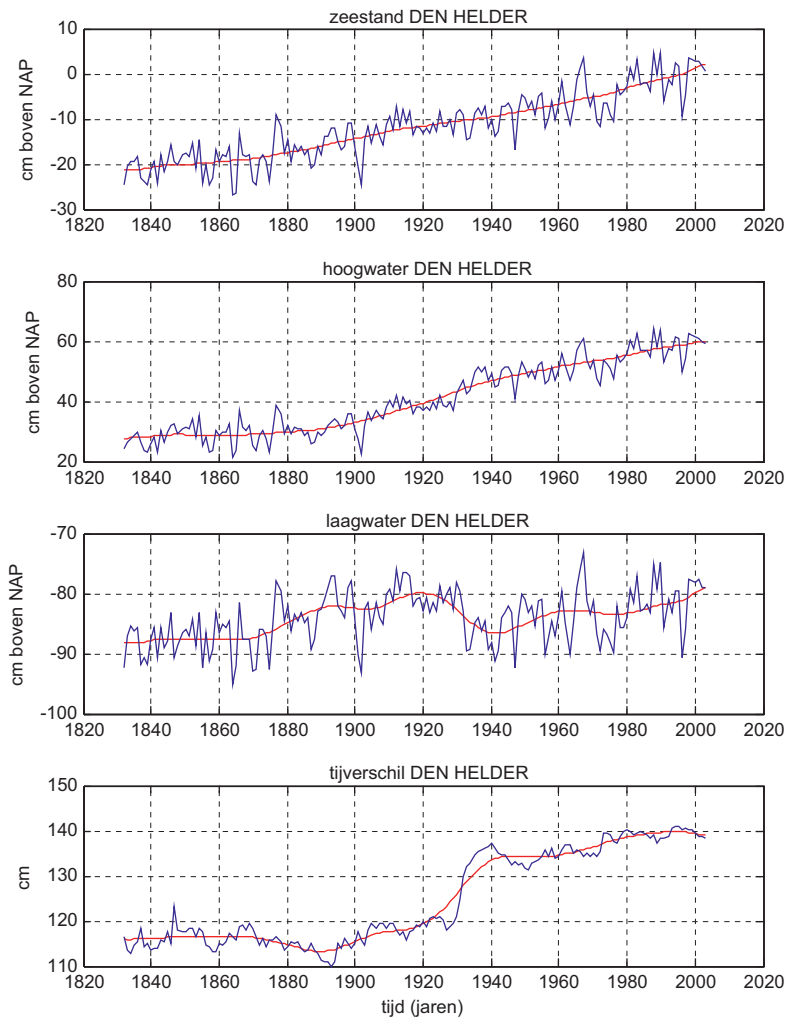 zeestand DEN HELDER
10
0
-10
-20
-30
cm boven NAP
1820 1840 1860 1880 1900 1920 1940 1960 1980 2000 2020
hoogwater DEN HELDER
80
60
40
20
cm boven NAP
1820 1840 1860 1880 1900 1920 1940 1960 1980 2000 2020
laagwater DEN HELDER
-70
-80
-90
-100
cm boven NAP
1820 1840 1860 1880 1900 1920 1940 1960 1980 2000 2020
tijverschil DEN HELDER
150
140
130
120
110
cm
1820 1840 1860 1880 1900 1920 1940 1960 1980 2000 2020
tijd (jaren)